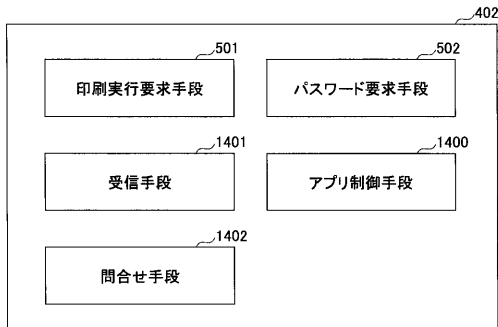 402
501
印刷実行要求手段
502
パスワード要求手段
1401
受信手段
1400
アプリ制御手段
1402
問合せ手段